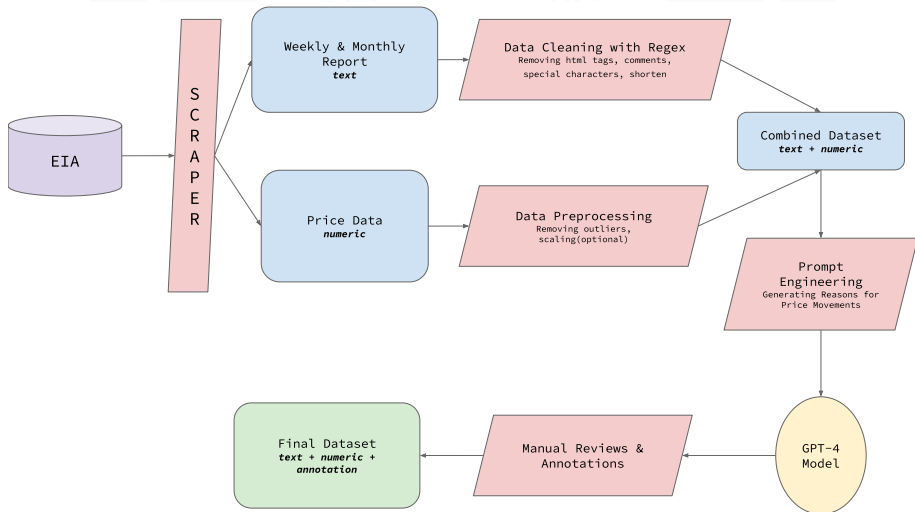 EIA
SCRAPER
Weekly & Monthly
Report
text
Data Cleaning with Regex
Removing html tags, comments,
special characters, shorten
Combined Dataset
text + numeric
Price Data
numeric
Data Preprocessing
Removing outliers,
scaling(optional)
Prompt
Engineering
Generating Reasons for
Price Movements
GPT-4
Model
Manual Reviews &
Annotations
Final Dataset
text + numeric +
annotation